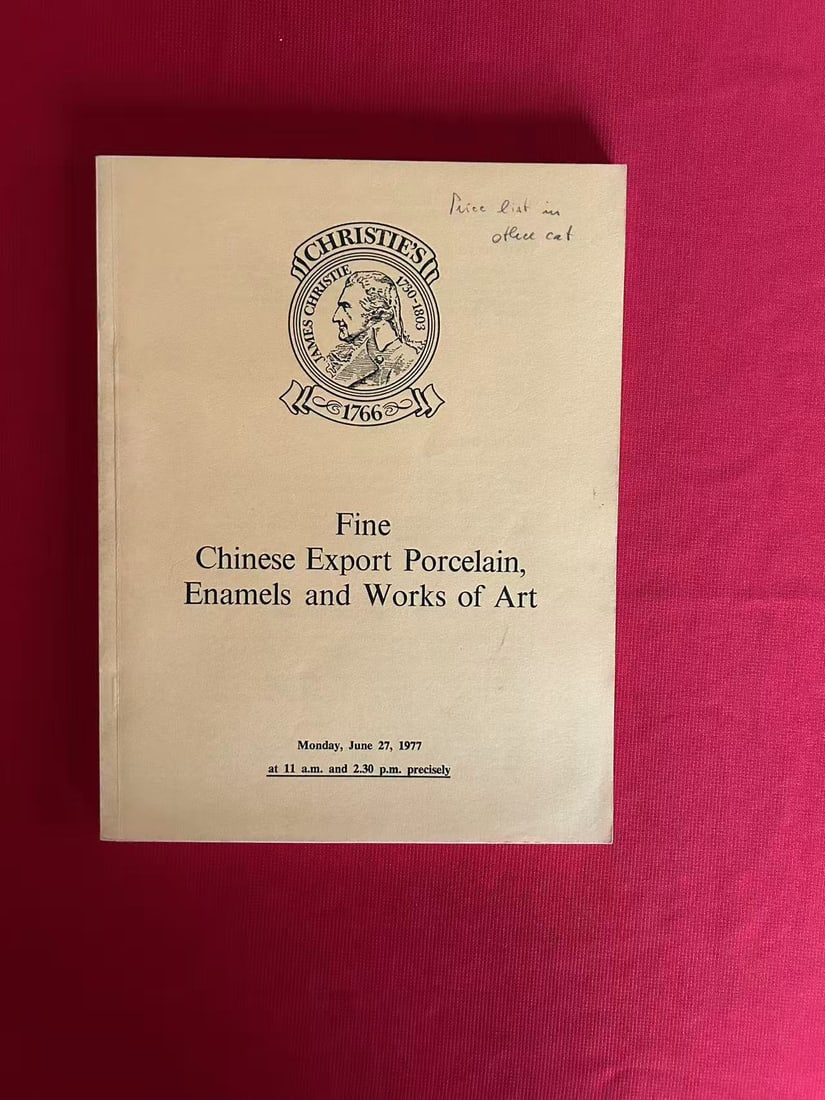 Price list in
other cat
CHRISTIE'S
JAMES CHRISTIE 1730-1803
1766
Fine
Chinese Export Porcelain,
Enamels and Works of Art
Monday, June 27, 1977
at 11 a.m. and 2.30 p.m. precisely